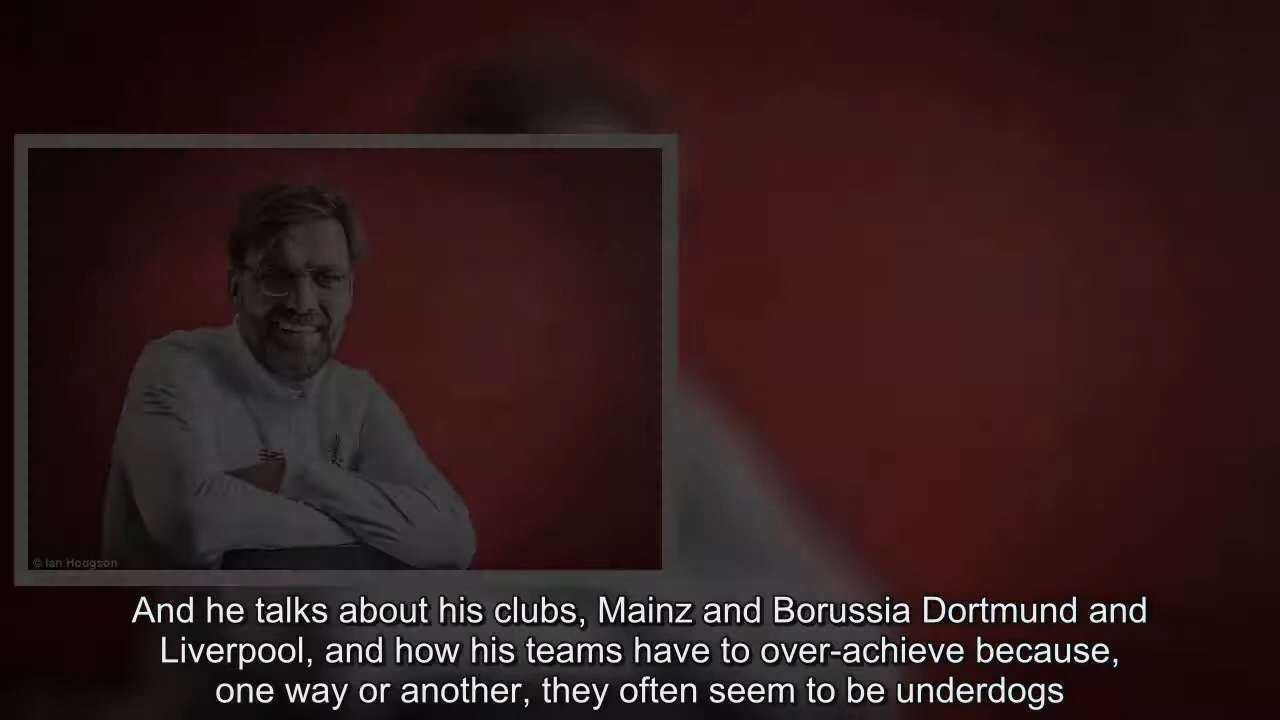 © Ian Hodgson
And he talks about his clubs, Mainz and Borussia Dortmund and
Liverpool, and how his teams have to over-achieve because,
one way or another, they often seem to be underdogs